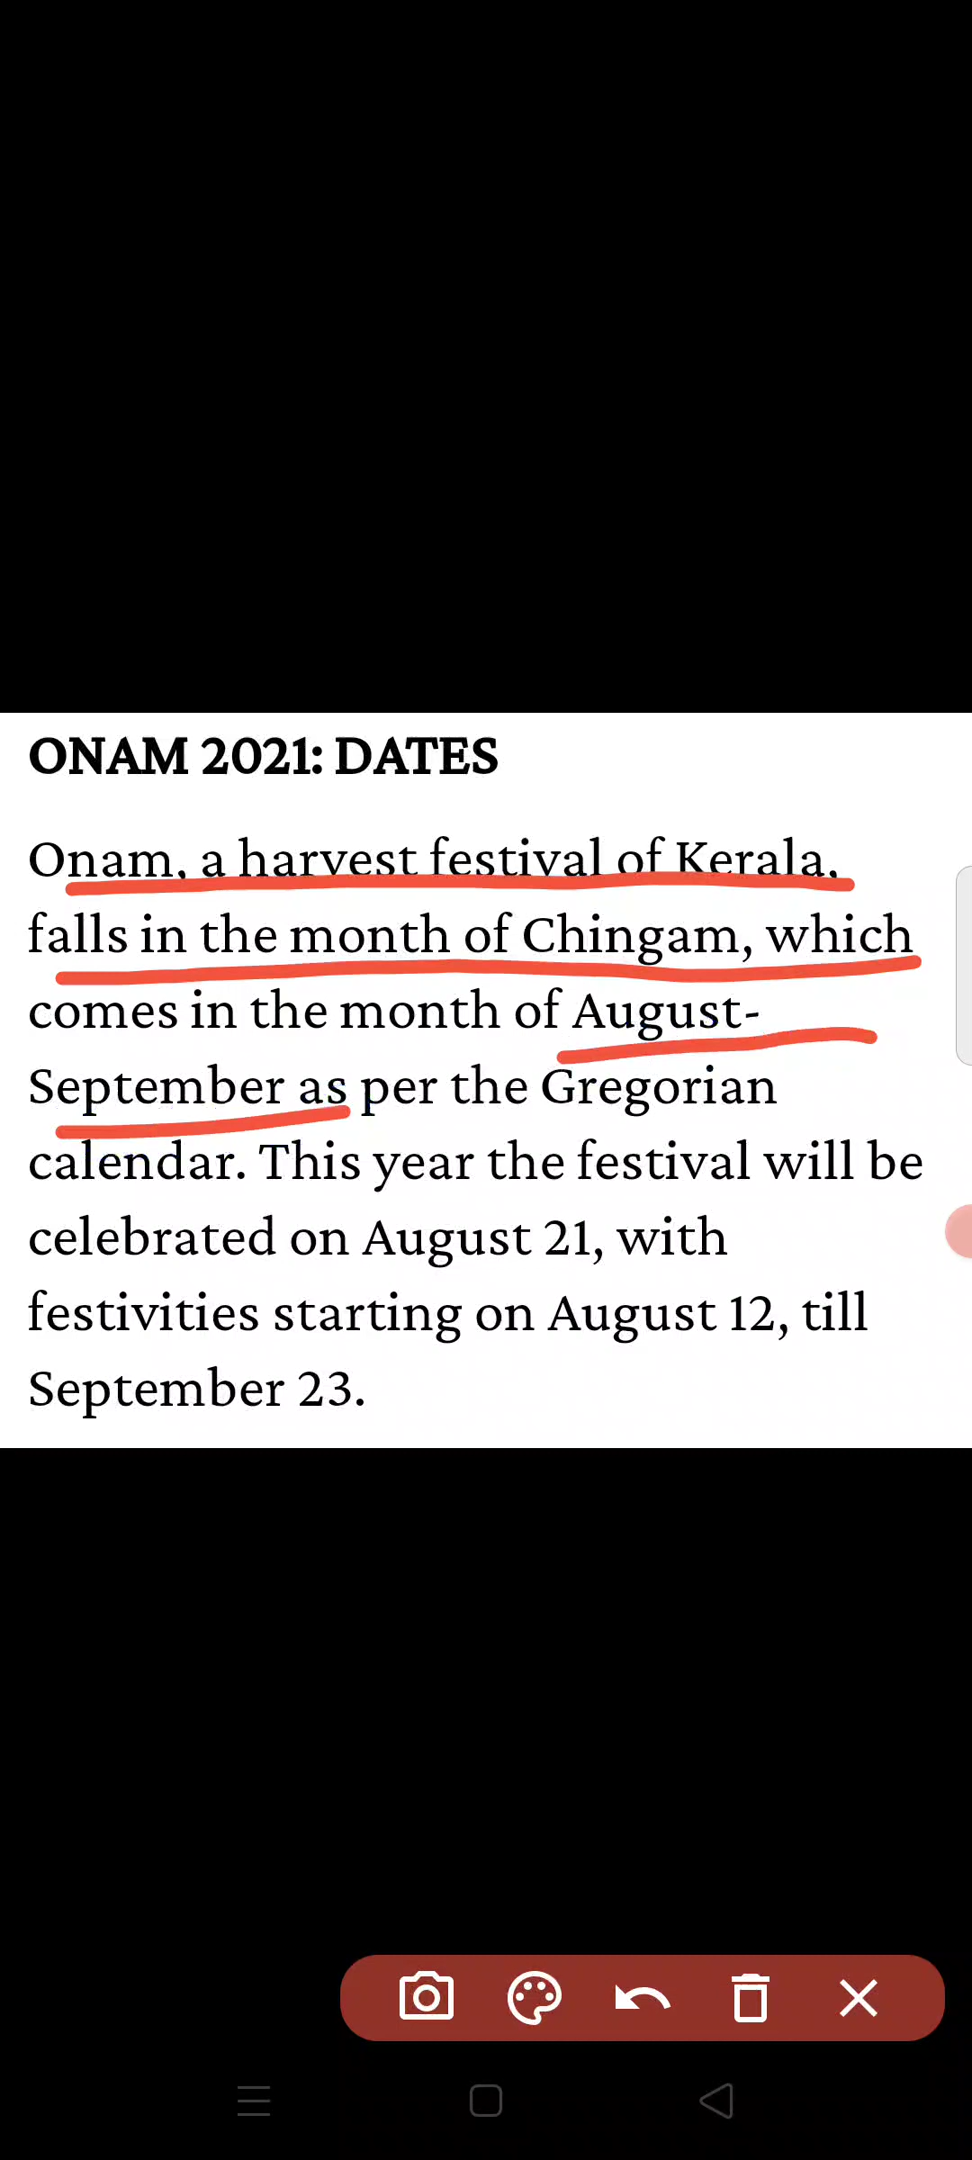 ONAM 2021: DATES
Onam, a harvest festival of Kerala,
falls in the month of Chingam, which
comes in the month of August-
September as per the Gregorian
calendar. This year the festival will be
celebrated on August 21, with
festivities starting on August 12, till
September 23.